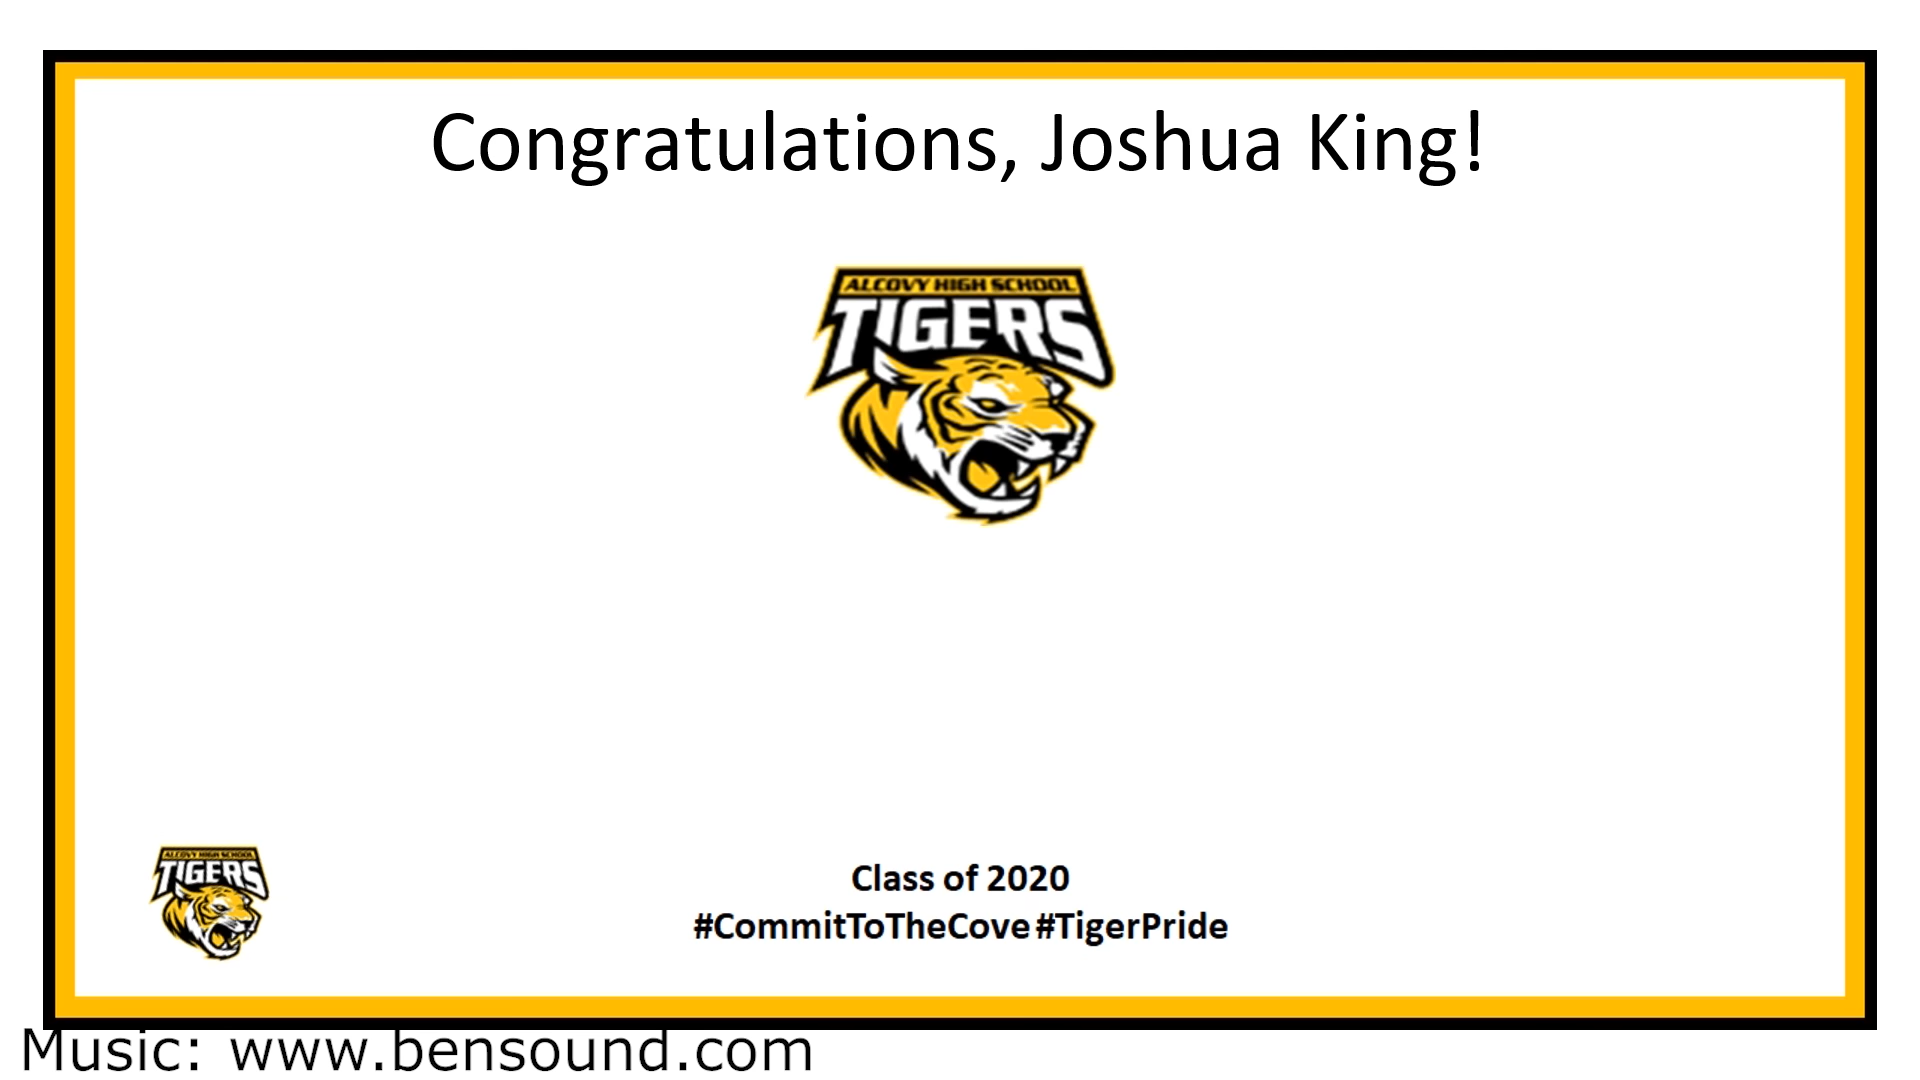 Congratulations, Joshua King!
ALCOVY HIGH SCHOOL
TIGERS
ALCOVY HIGH SCHOOL
TIGERS
Class of 2020
#CommitToTheCove #TigerPride
Music: www.bensound.com